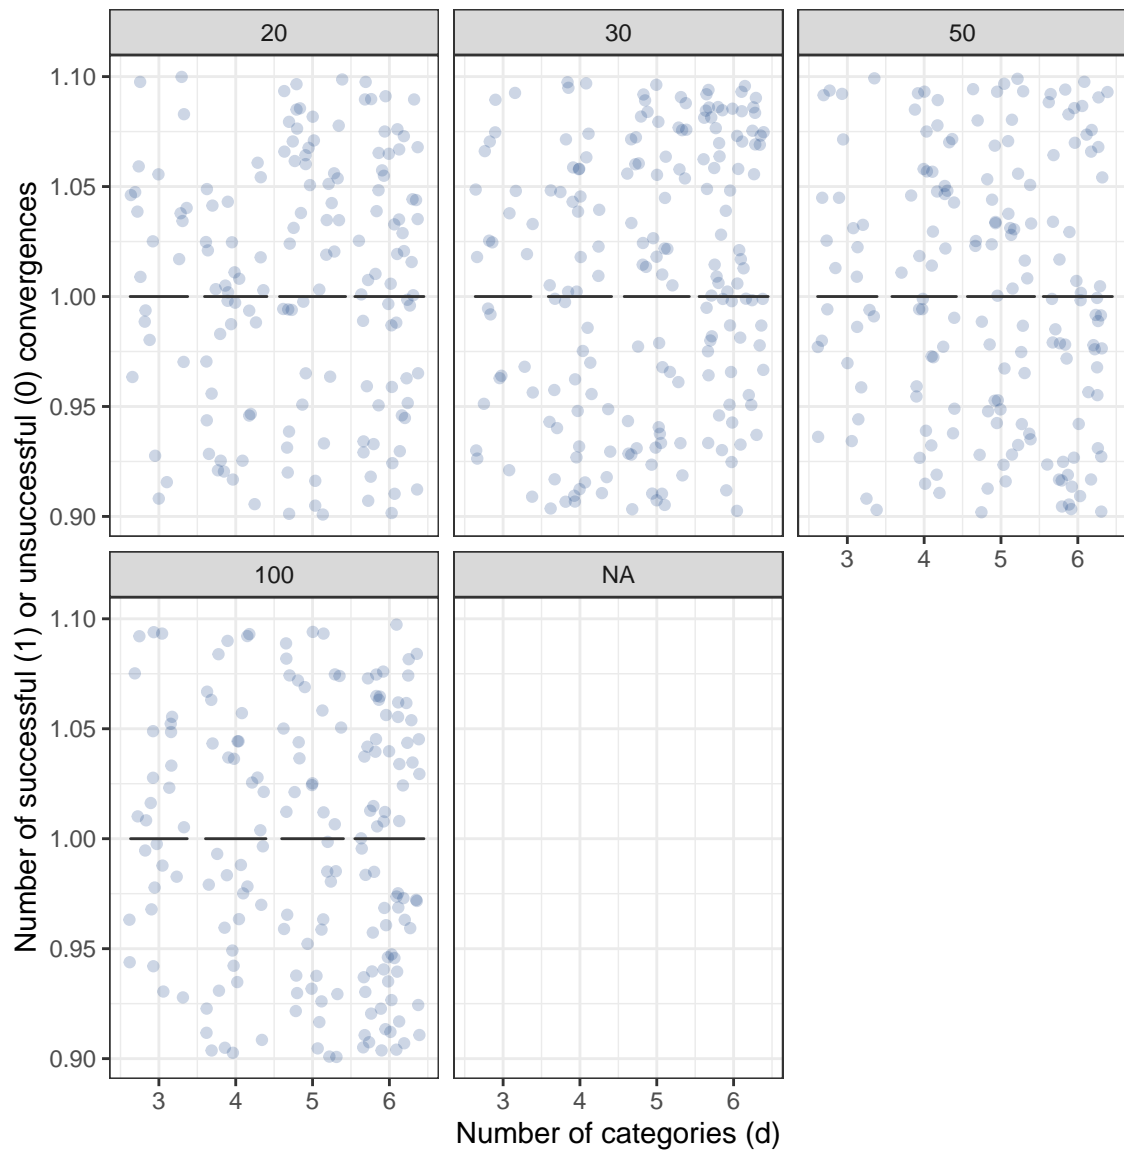 Number of successful (1) or unsuccessful (0) convergences
20
30
50
1.10
1.05
1.00
0.95
0.90
3 4 5 6
100
NA
1.10
1.05
1.00
0.95
0.90
3 4 5 6
3 4 5 6
Number of categories (d)